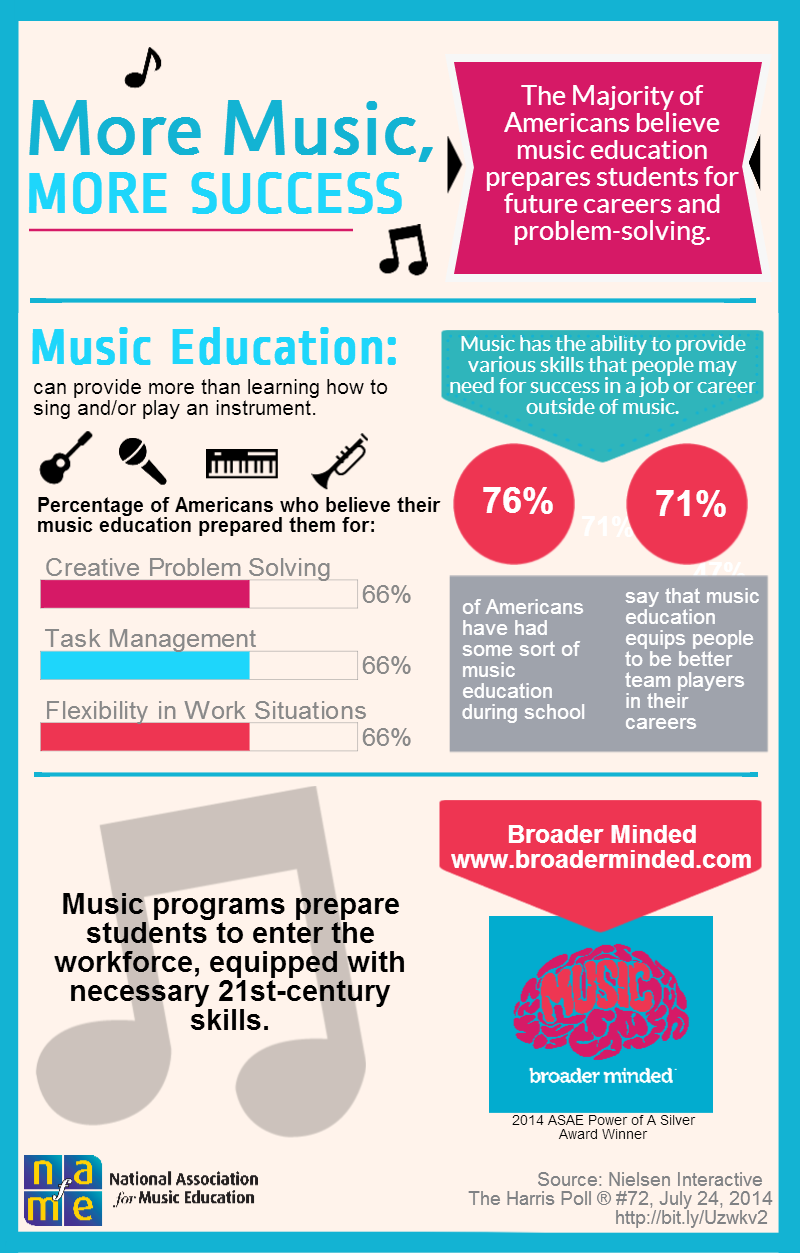 More Music,
MORE SUCCESS
The Majority of
Americans believe
music education
prepares students for
future careers and
problem-solving.
Music Education:
can provide more than learning how to
sing and/or play an instrument.
Percentage of Americans who believe their
music education prepared them for:
Creative Problem Solving
66%
Task Management
66%
Flexibility in Work Situations
66%
Music has the ability to provide
various skills that people may
need for success in a job or career
outside of music.
76%
71%
71%
47%
of Americans
have had
some sort of
music
education
during school
say that music
education
equips people
to be better
team players
in their
careers
Music programs prepare
students to enter the
workforce, equipped with
necessary 21st-century
skills.
Broader Minded
www.broaderminded.com
MUSIC
broader minded
2014 ASAE Power of A Silver
Award Winner
na
f
me
National Association
for Music Education
Source: Nielsen Interactive
The Harris Poll ® #72, July 24, 2014
http://bit.ly/Uzwkv2